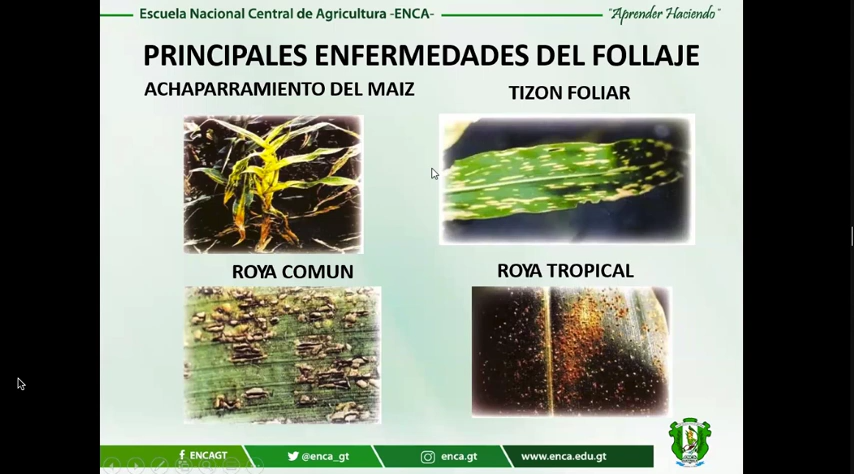 Escuela Nacional Central de Agricultura -ENCA-
"Aprender Haciendo"
PRINCIPALES ENFERMEDADES DEL FOLLAJE
ACHAPARRAMIENTO DEL MAIZ
TIZON FOLIAR
ROYA COMUN
ROYA TROPICAL
ENCAGT
@enca_gt
enca.gt
www.enca.edu.gt